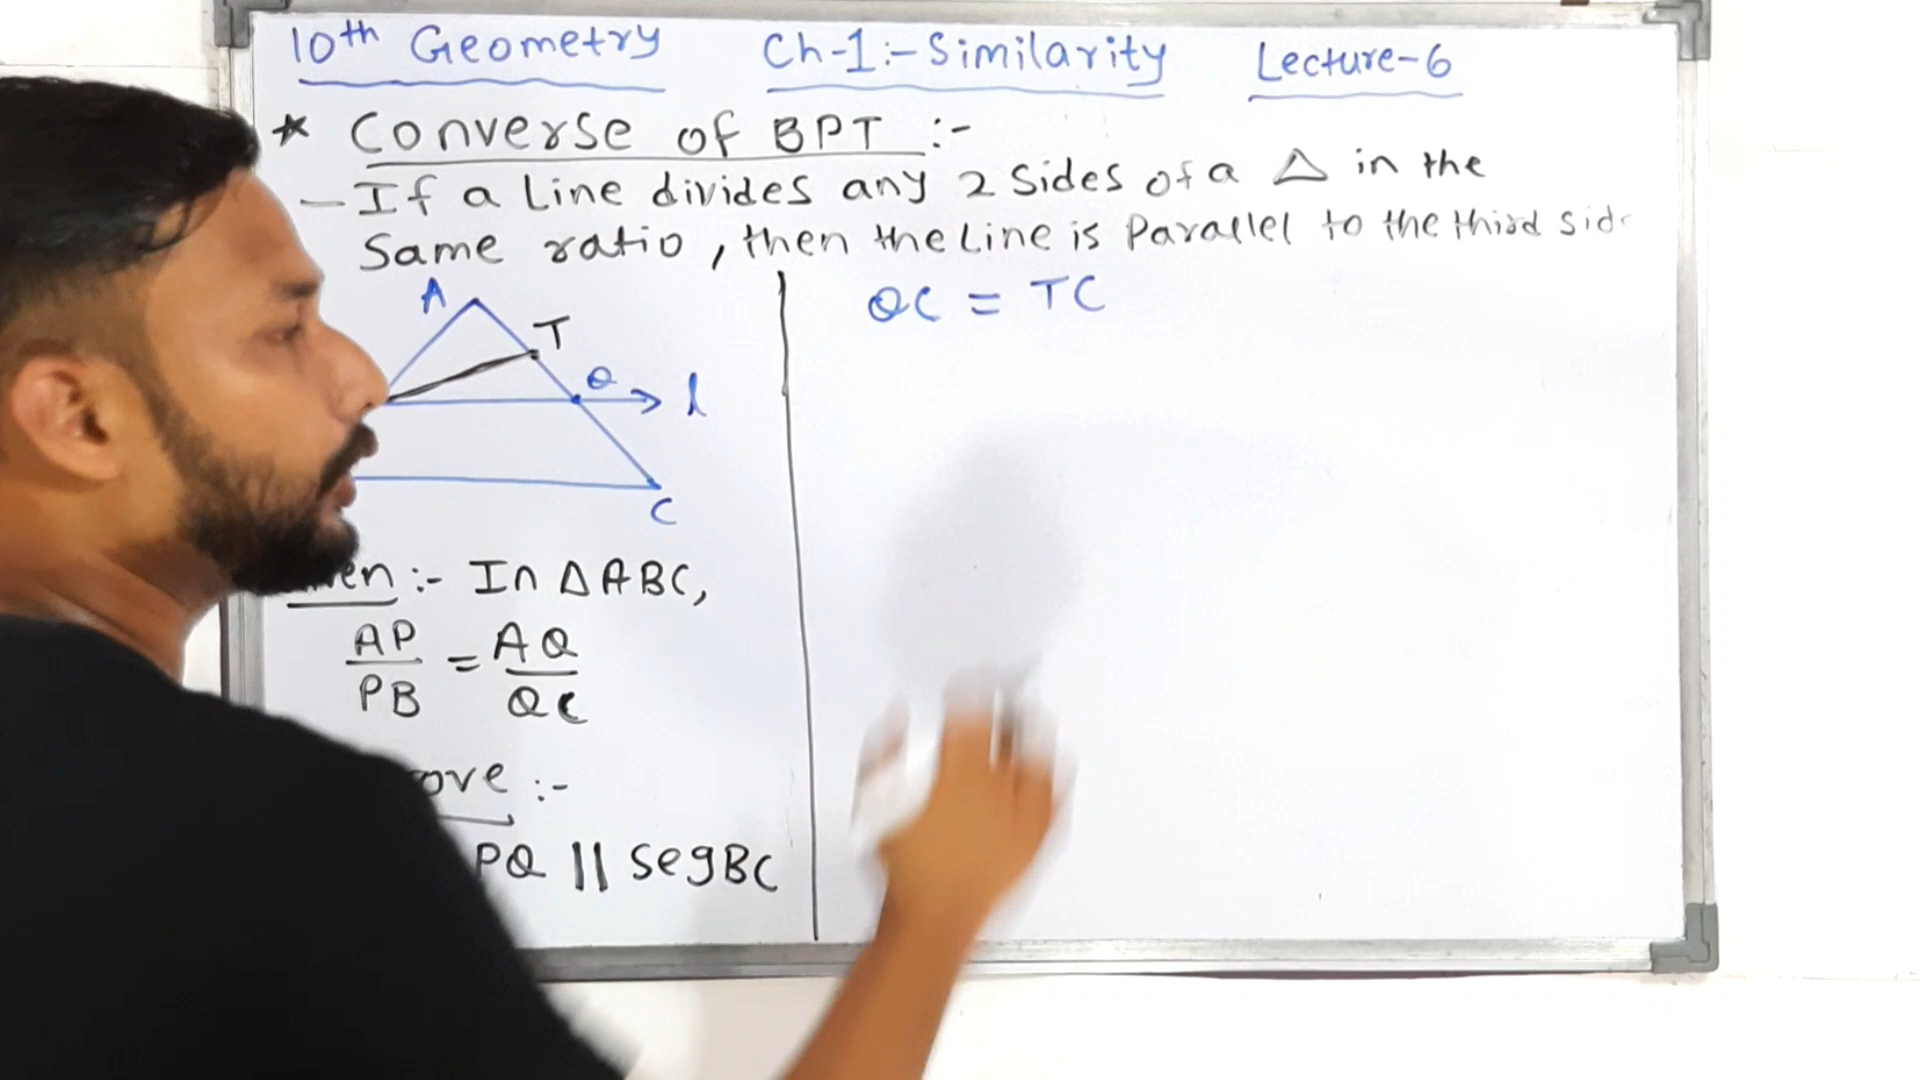 10th Geometry Ch-1:- Similarity Lecture-6
* Converse of BPT :-
- If a Line divides any 2 Sides of a △ in the
Same ratio, then the Line is Parallel to the third
QC = TC
A
T
Q
l
C
:- In △ABC,
AP/PB = AQ/QC
:-
PQ || seg BC